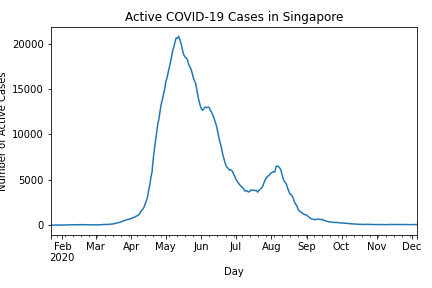 Active COVID-19 Cases in Singapore
Number of Active Cases
20000
15000
10000
5000
0
Feb Mar Apr May Jun Jul Aug Sep Oct Nov Dec
2020
Day